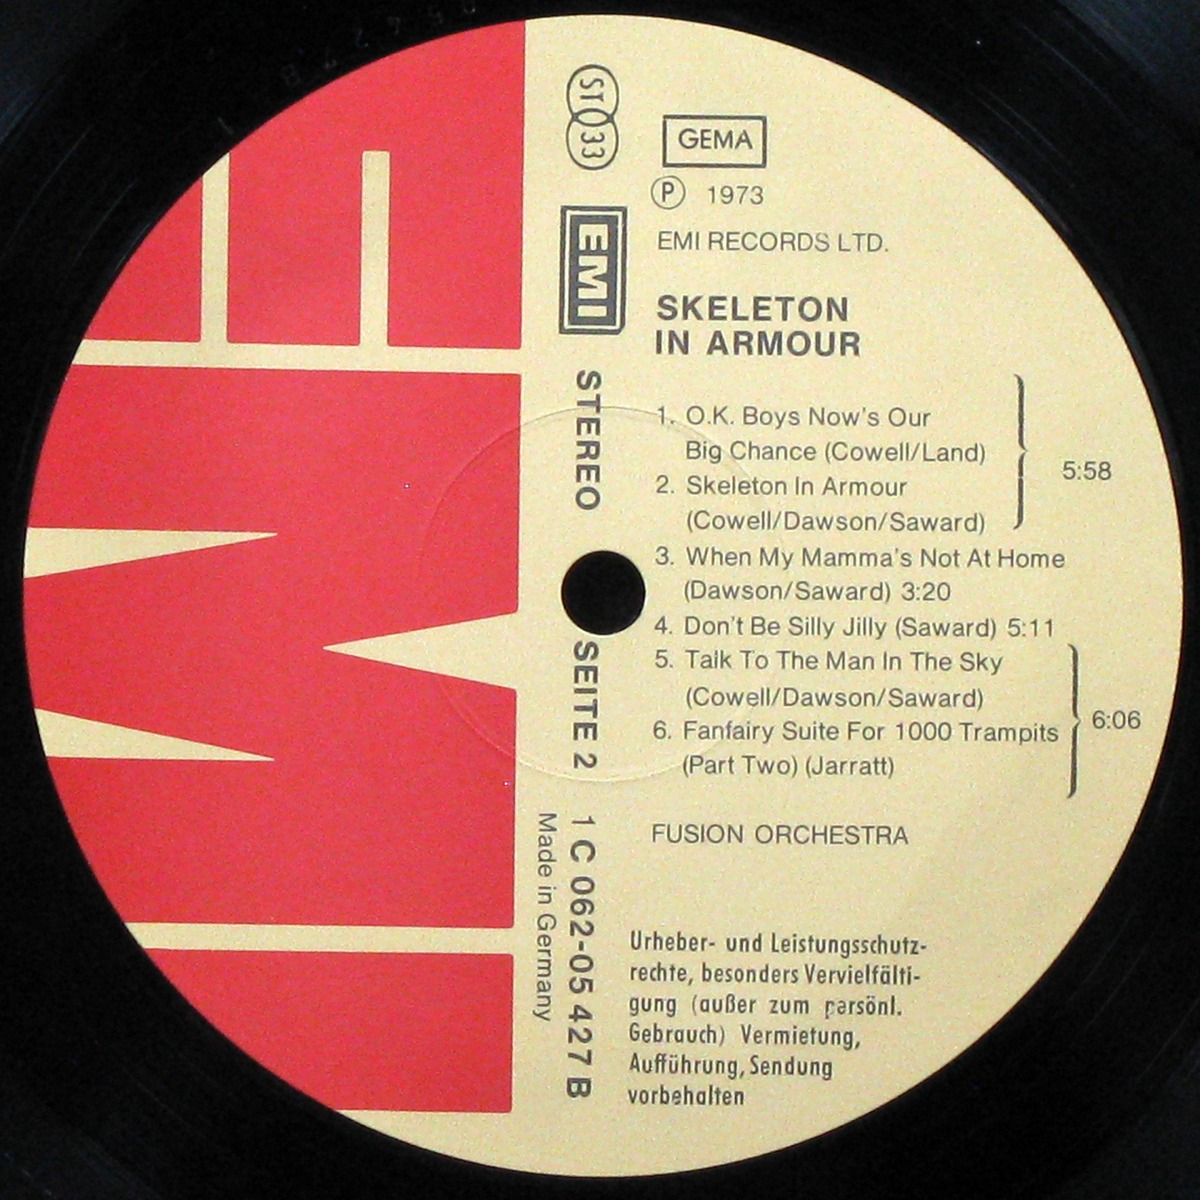 ST 33
GEMA
P 1973
EMI RECORDS LTD.
EMI
STEREO
SEITE 2
1 C 062-05 427 B
Made in Germany
SKELETON
IN ARMOUR
1. O.K. Boys Now's Our
Big Chance (Cowell/Land)
5:58
2. Skeleton In Armour
(Cowell/Dawson/Saward)
3. When My Mamma's Not At Home
(Dawson/Saward) 3:20
4. Don't Be Silly Jilly (Saward) 5:11
5. Talk To The Man In The Sky
(Cowell/Dawson/Saward)
6:06
6. Fanfairy Suite For 1000 Trampits
(Part Two) (Jarratt)
FUSION ORCHESTRA
Urheber- und Leistungsschutz-
rechte, besonders Vervielfälti-
gung (außer zum persönl.
Gebrauch) Vermietung,
Aufführung, Sendung
vorbehalten
EMI